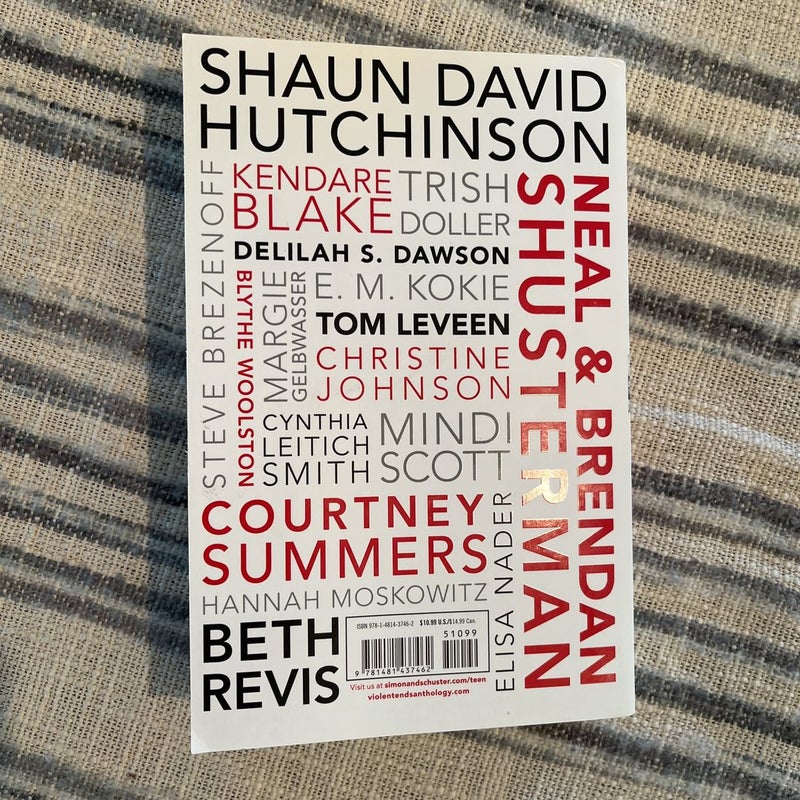 SHAUN DAVID
HUTCHINSON
NEAL & BRENDAN
SHUSTERMAN
STEVE BREZENOFF
KENDARE
BLAKE
TRISH
DOLLER
DELILAH S. DAWSON
BLYTHE WOOLSTON
MARGIE
GELBWASSER
E. M. KOKIE
TOM LEVEEN
CHRISTINE
JOHNSON
CYNTHIA
LEITICH
SMITH
MINDI
SCOTT
COURTNEY
SUMMERS
ELISA NADER
HANNAH MOSKOWITZ
BETH
REVIS
ISBN 978-1-4814-3746-2 $10.99 U.S./$14.99 Can.
51099
9 781481 437462
Visit us at simonandschuster.com/teen
violentendsanthology.com